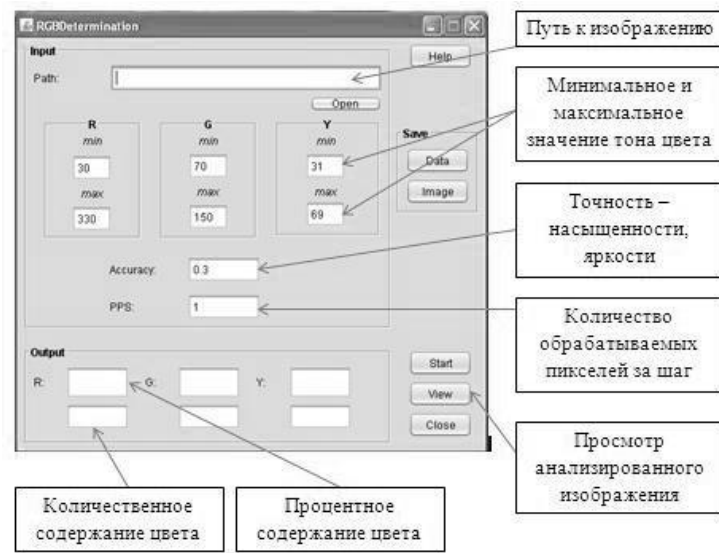 RGBDetermination
Input
Path:
Open
Help
R
min
30
max
330
G
min
70
max
150
Y
min
31
max
69
Save
Data
Image
Accuracy:
0.3
PPS:
1
Output
R:
G:
Y:
Start
View
Close
Путь к изображению
Минимальное и
максимальное
значение тона цвета
Точность –
насыщенности,
яркости
Количество
обрабатываемых
пикселей за шаг
Просмотр
анализированного
изображения
Количественное
содержание цвета
Процентное
содержание цвета